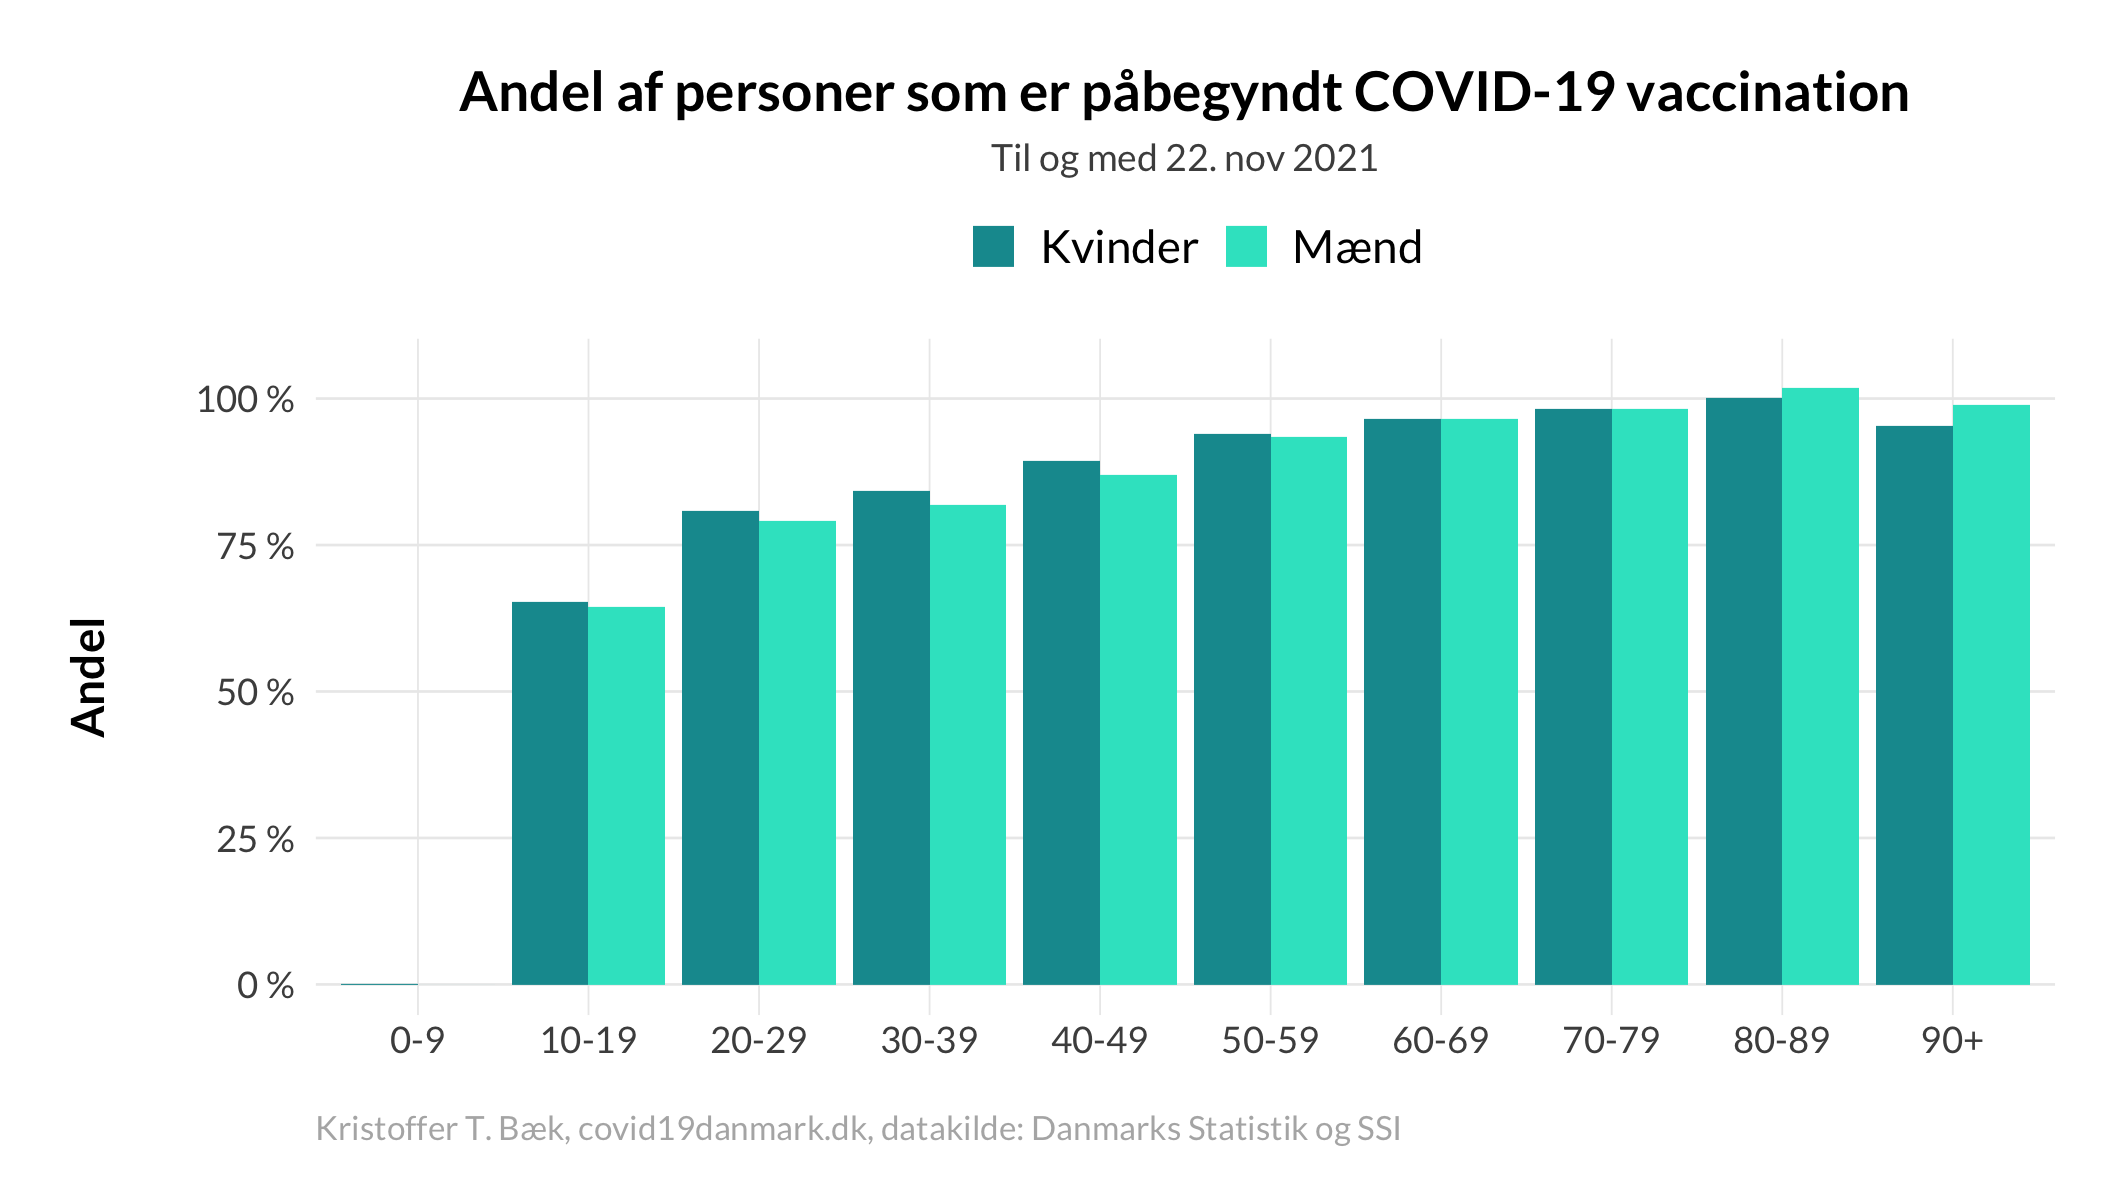 Andel af personer som er påbegyndt COVID-19 vaccination
Til og med 22. nov 2021
Kvinder Mænd
100 %
75 %
50 %
25 %
0 %
Andel
0-9 10-19 20-29 30-39 40-49 50-59 60-69 70-79 80-89 90+
Kristoffer T. Bæk, covid19danmark.dk, datakilde: Danmarks Statistik og SSI